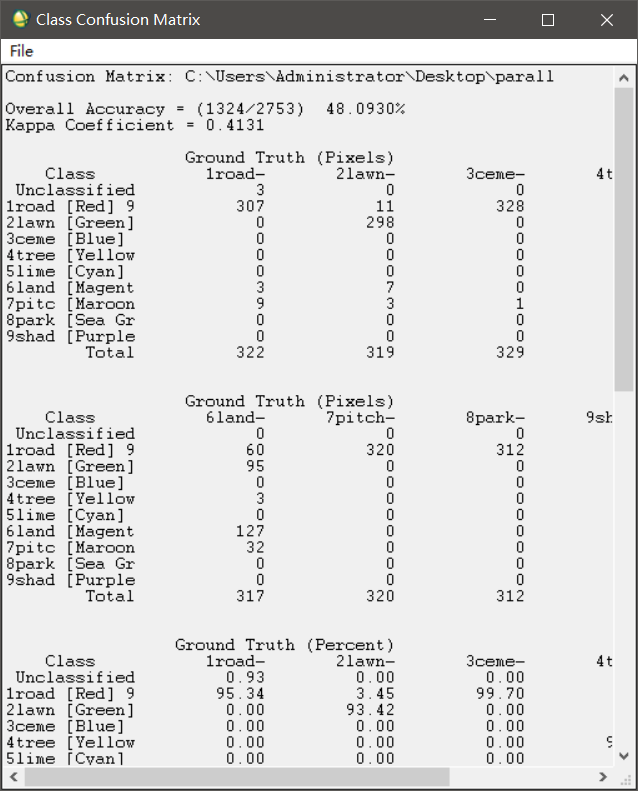 Class Confusion Matrix
File
Confusion Matrix: C:\Users\Administrator\Desktop\parall
Overall Accuracy = (1324/2753) 48.0930%
Kappa Coefficient = 0.4131
Ground Truth (Pixels)
Class 1road- 2lawn- 3ceme- 4t
Unclassified 3 0 0
1road [Red] 9 307 11 328
2lawn [Green] 0 298 0
3ceme [Blue] 0 0 0
4tree [Yellow 0 0 0
5lime [Cyan] 0 0 0
6land [Magent 3 7 0
7pitc [Maroon 9 3 1
8park [Sea Gr 0 0 0
9shad [Purple 0 0 0
Total 322 319 329
Ground Truth (Pixels)
Class 6land- 7pitch- 8park- 9sh
Unclassified 0 0 0
1road [Red] 9 60 320 312
2lawn [Green] 95 0 0
3ceme [Blue] 0 0 0
4tree [Yellow 3 0 0
5lime [Cyan] 0 0 0
6land [Magent 127 0 0
7pitc [Maroon 32 0 0
8park [Sea Gr 0 0 0
9shad [Purple 0 0 0
Total 317 320 312
Ground Truth (Percent)
Class 1road- 2lawn- 3ceme- 4t
Unclassified 0.93 0.00 0.00
1road [Red] 9 95.34 3.45 99.70
2lawn [Green] 0.00 93.42 0.00
3ceme [Blue] 0.00 0.00 0.00
4tree [Yellow 0.00 0.00 0.00 9
5lime [Cyan] 0.00 0.00 0.00